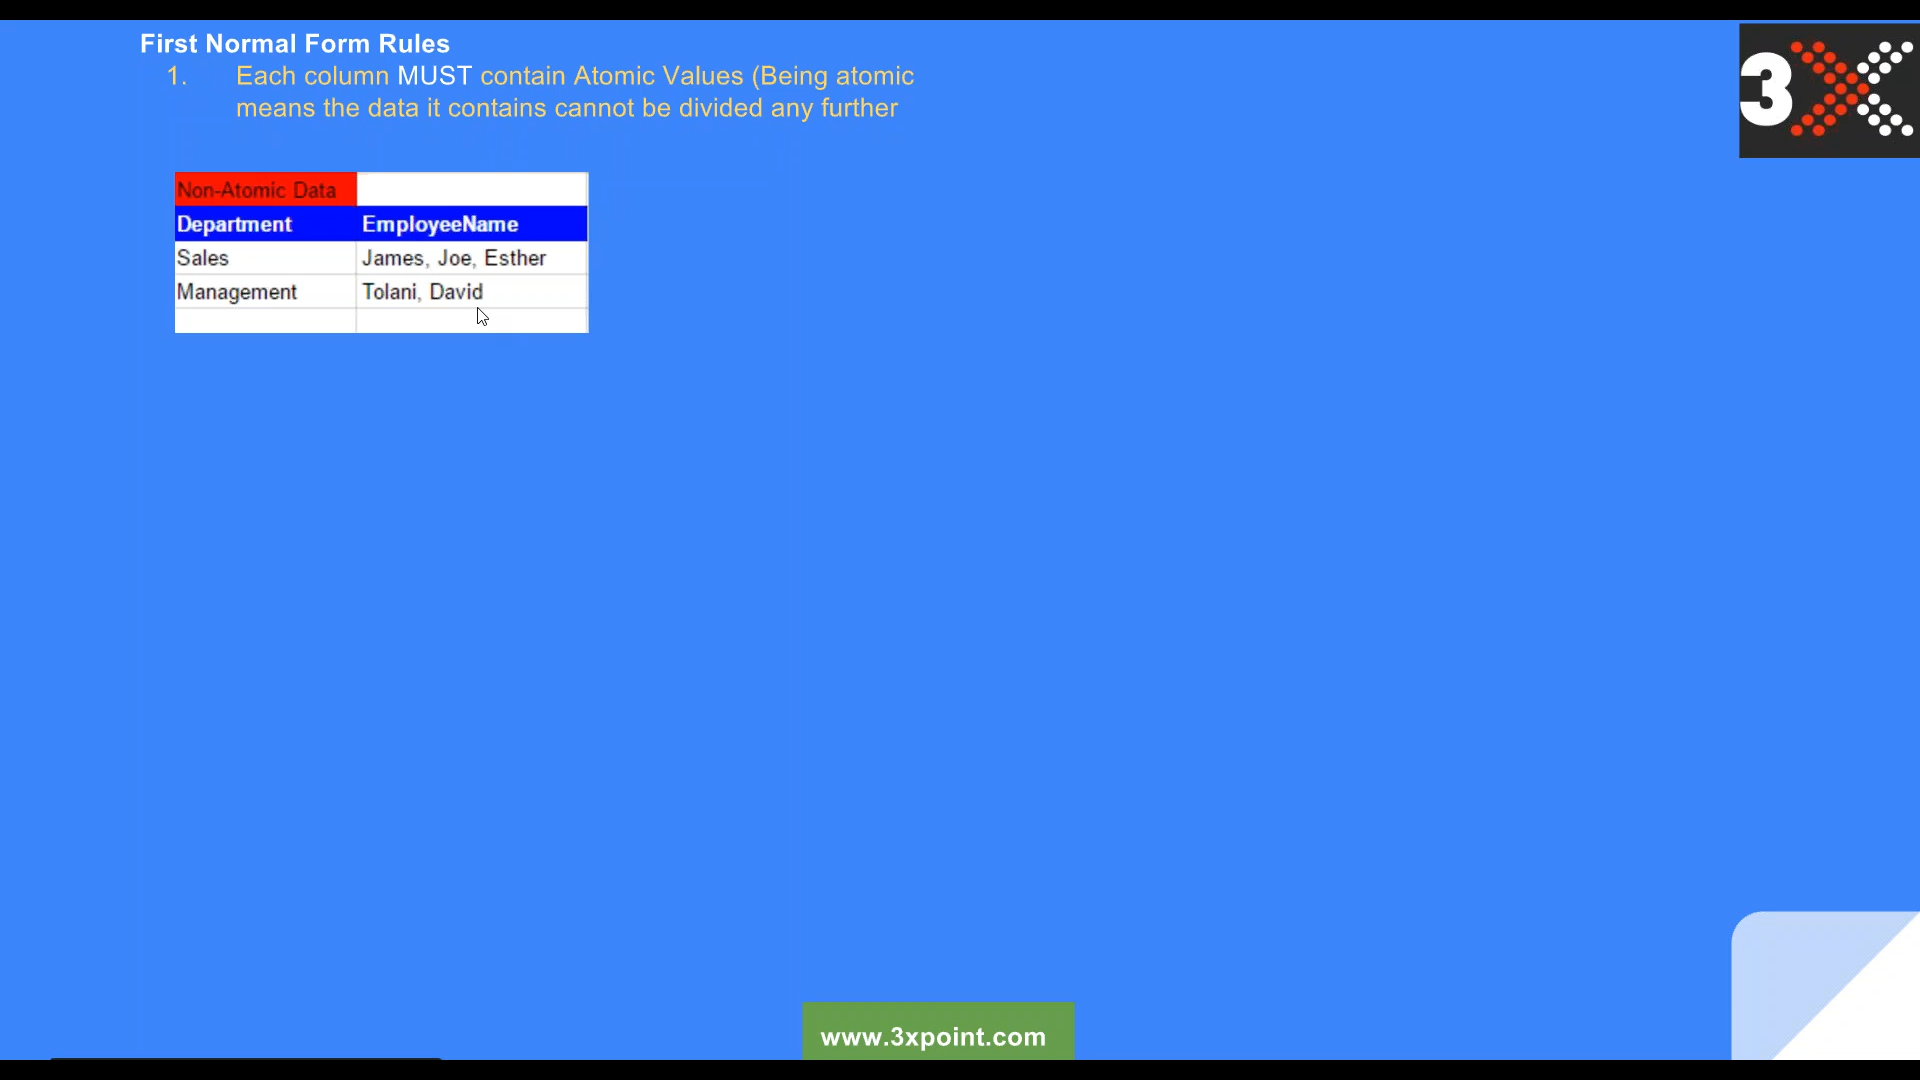 First Normal Form Rules
1. Each column MUST contain Atomic Values (Being atomic
means the data it contains cannot be divided any further
3X
Non-Atomic Data
Department EmployeeName
Sales James, Joe, Esther
Management Tolani, David
www.3xpoint.com